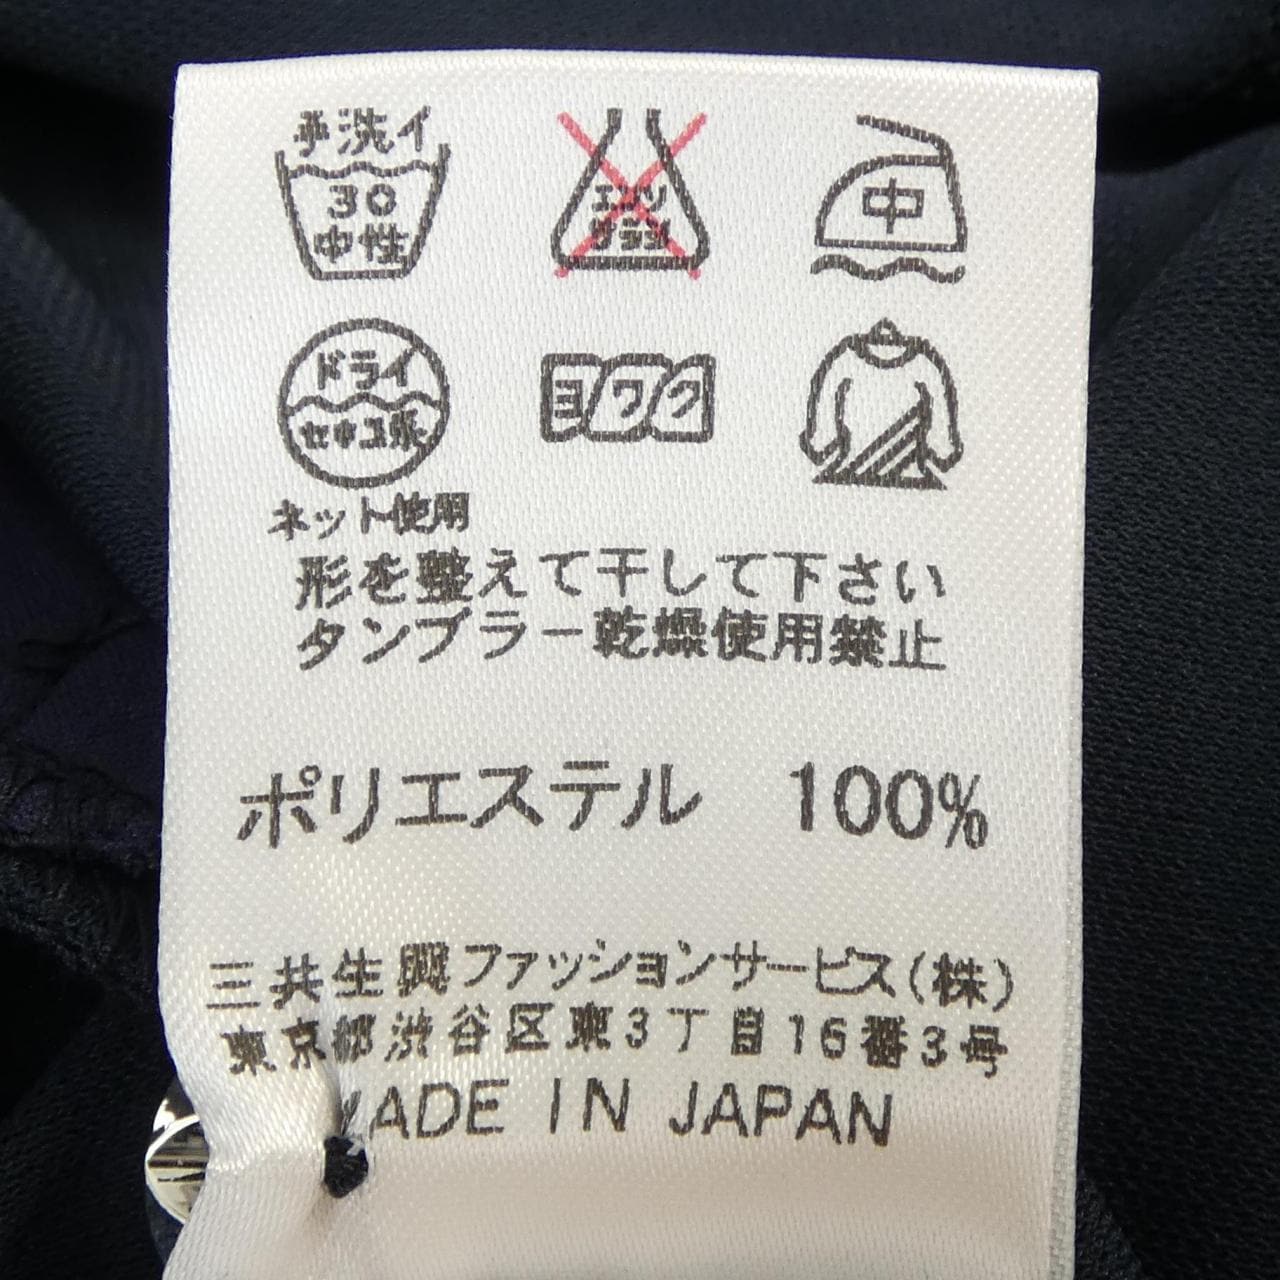 手洗イ
30
中性
エンソ
サラシ
中
ドライ
セキユ系
ヨワク
ネット使用
形を整えて干して下さい
タンブラー乾燥使用禁止
ポリエステル 100%
三共生興ファッションサービス(株)
東京都渋谷区東3丁目16番3号
MADE IN JAPAN